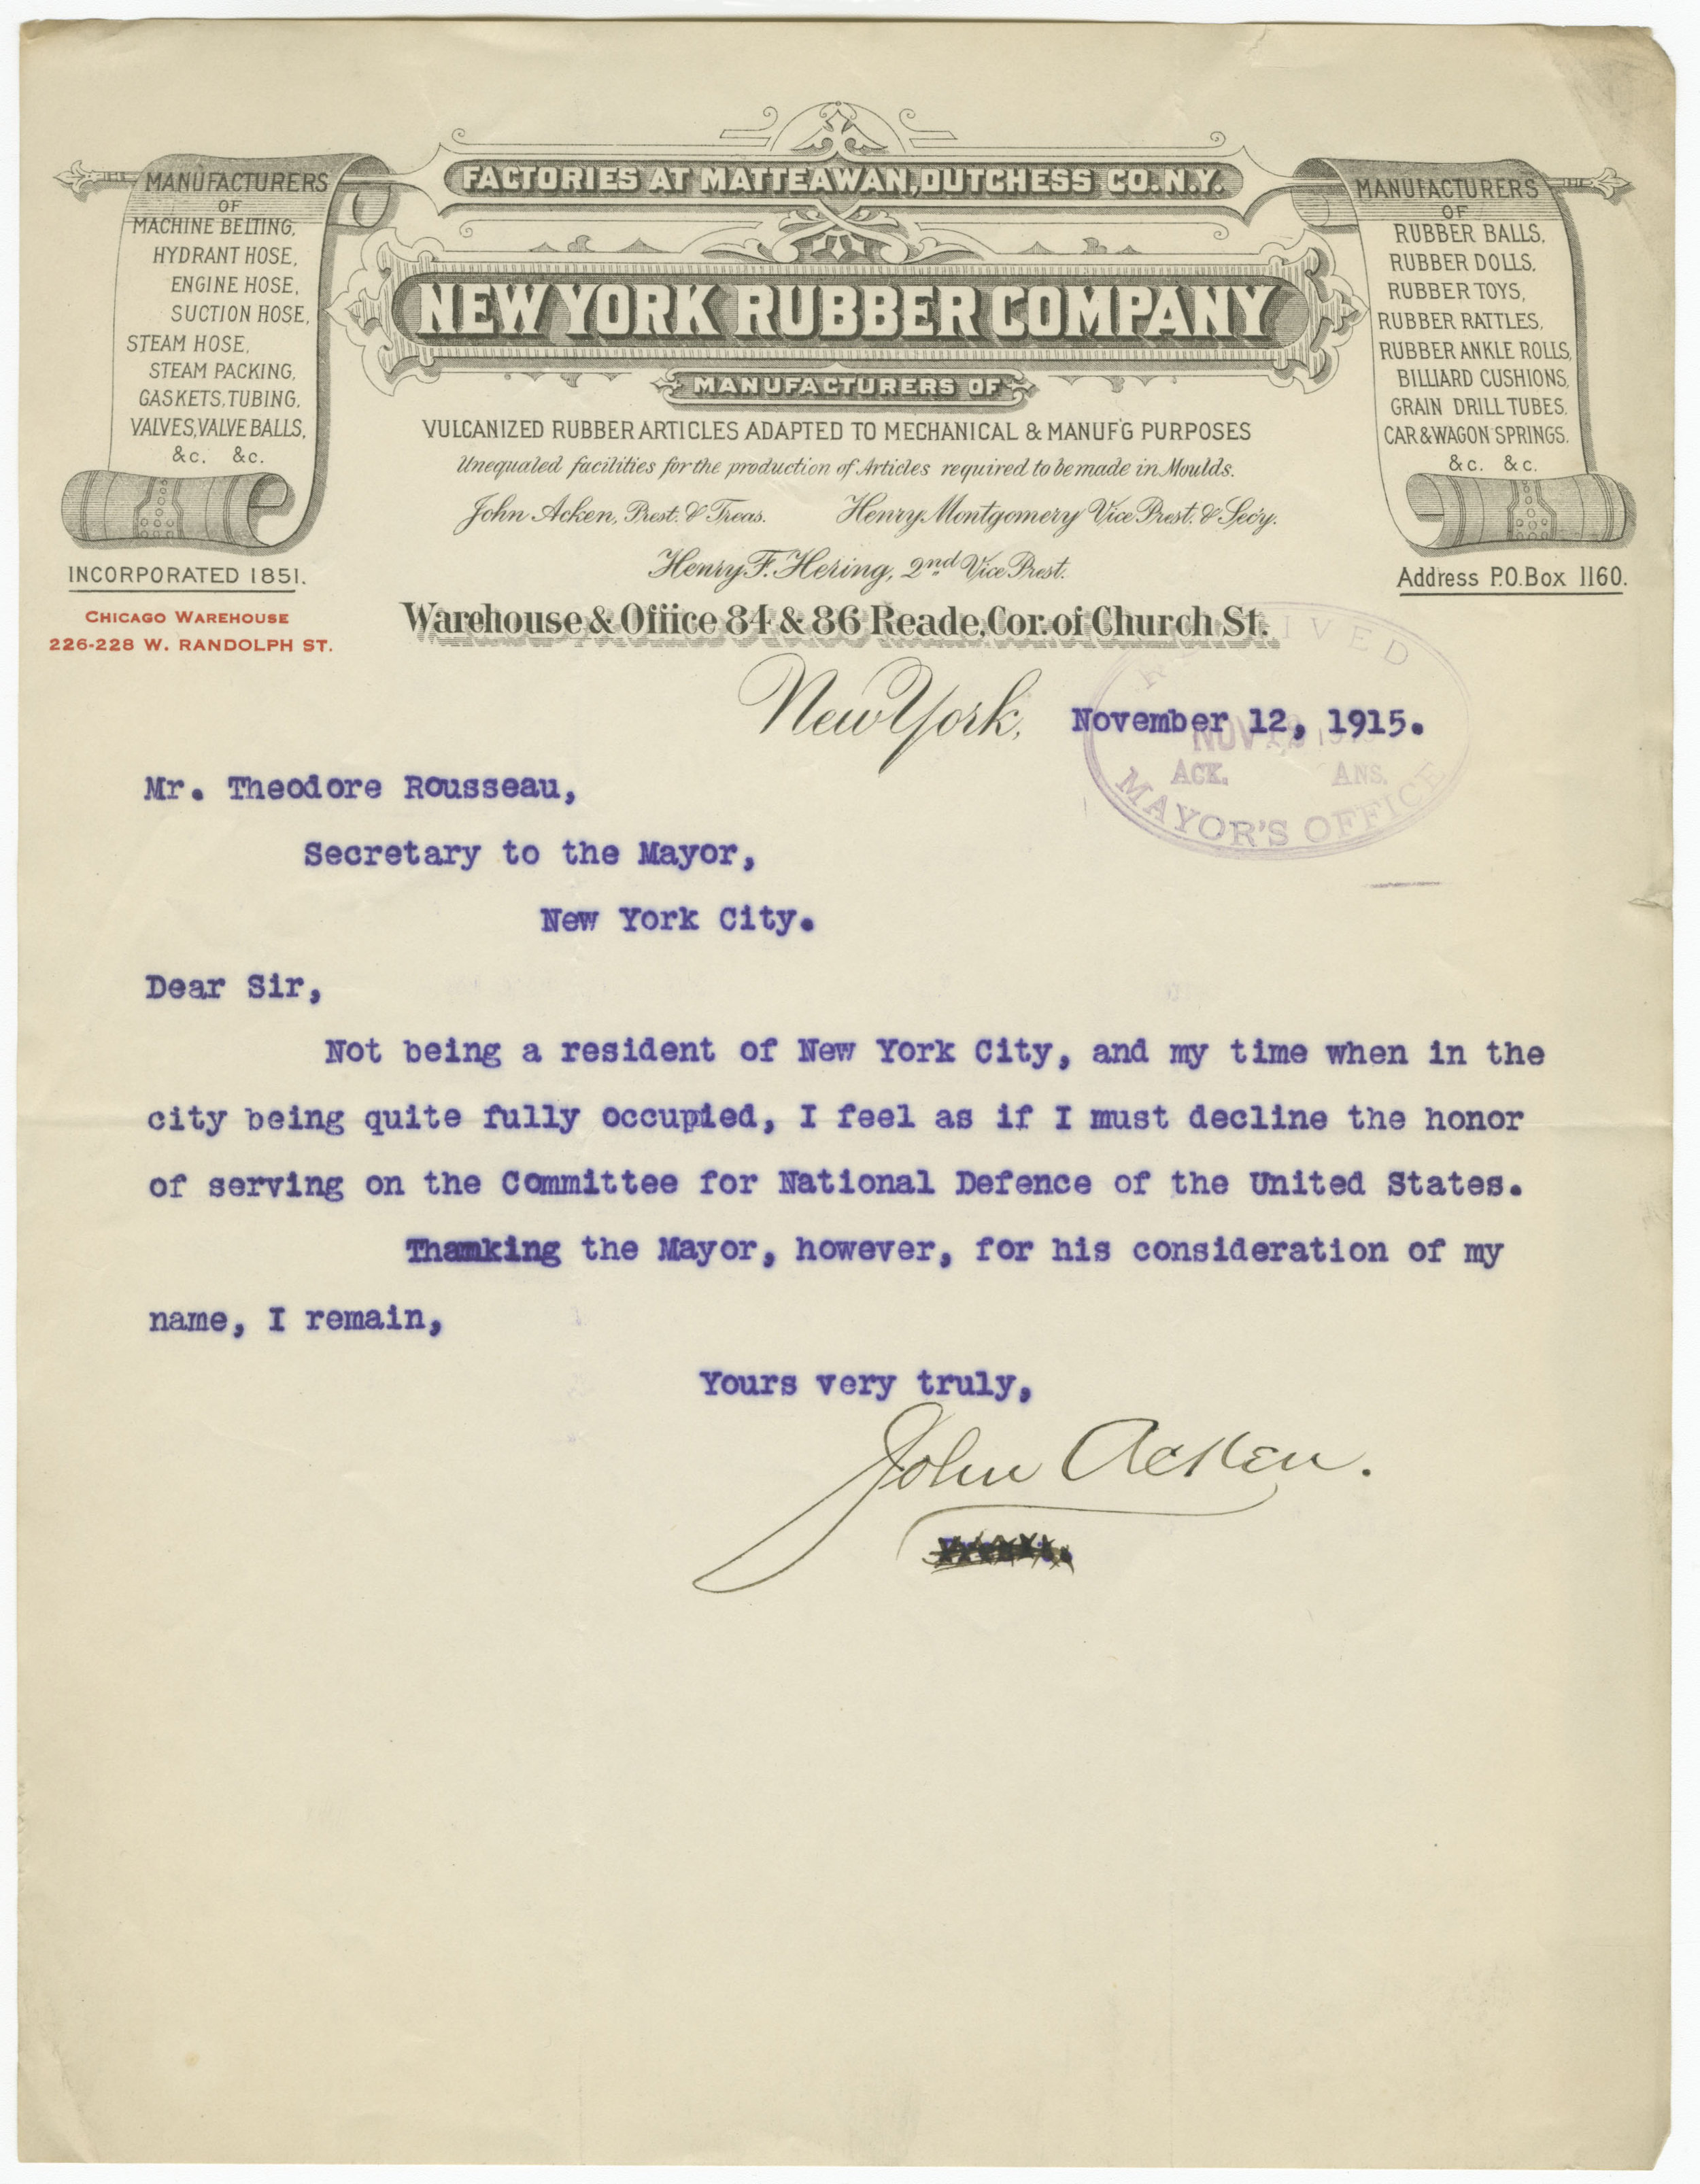 FACTORIES AT MATTEAWAN, DUTCHESS CO. N.Y.
MANUFACTURERS
OF
MACHINE BELTING,
HYDRANT HOSE,
ENGINE HOSE,
SUCTION HOSE,
STEAM HOSE,
STEAM PACKING,
GASKETS, TUBING,
VALVES, VALVE BALLS,
&c. &c.
INCORPORATED 1851.
CHICAGO WAREHOUSE
226-228 W. RANDOLPH ST.
NEW YORK RUBBER COMPANY
MANUFACTURERS OF
VULCANIZED RUBBER ARTICLES ADAPTED TO MECHANICAL & MANUF'G PURPOSES
Unequaled facilities for the production of Articles required to be made in Moulds.
John Acken, Prest. & Treas. Henry Montgomery Vice Prest. & Sec'y.
Henry F. Hering, 2nd Vice Prest.
Warehouse & Office 84 & 86 Reade, Cor. of Church St.
MANUFACTURERS
OF
RUBBER BALLS,
RUBBER DOLLS,
RUBBER TOYS,
RUBBER RATTLES,
RUBBER ANKLE ROLLS,
BILLIARD CUSHIONS,
GRAIN DRILL TUBES,
CAR & WAGON SPRINGS.
&c. &c.
Address P.O. Box 1160.
New York, November 12, 1915.
RECEIVED
NOV
ACK. ANS.
MAYOR'S OFFICE
Mr. Theodore Rousseau,
Secretary to the Mayor,
New York City.
Dear Sir,
Not being a resident of New York City, and my time when in the
city being quite fully occupied, I feel as if I must decline the honor
of serving on the Committee for National Defence of the United States.
Thamking the Mayor, however, for his consideration of my
name, I remain,
Yours very truly,
John Acken.